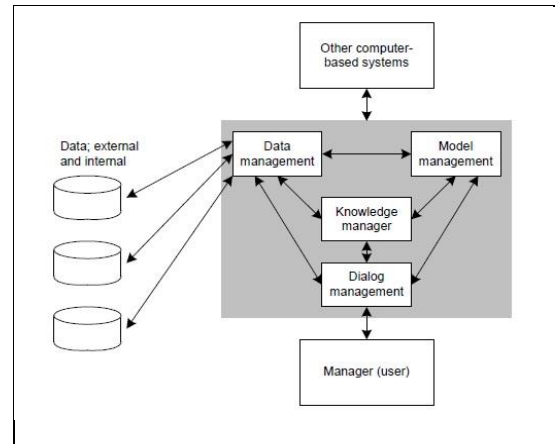 Other computer-
based systems
Data; external
and internal
Data
management
Model
management
Knowledge
manager
Dialog
management
Manager (user)